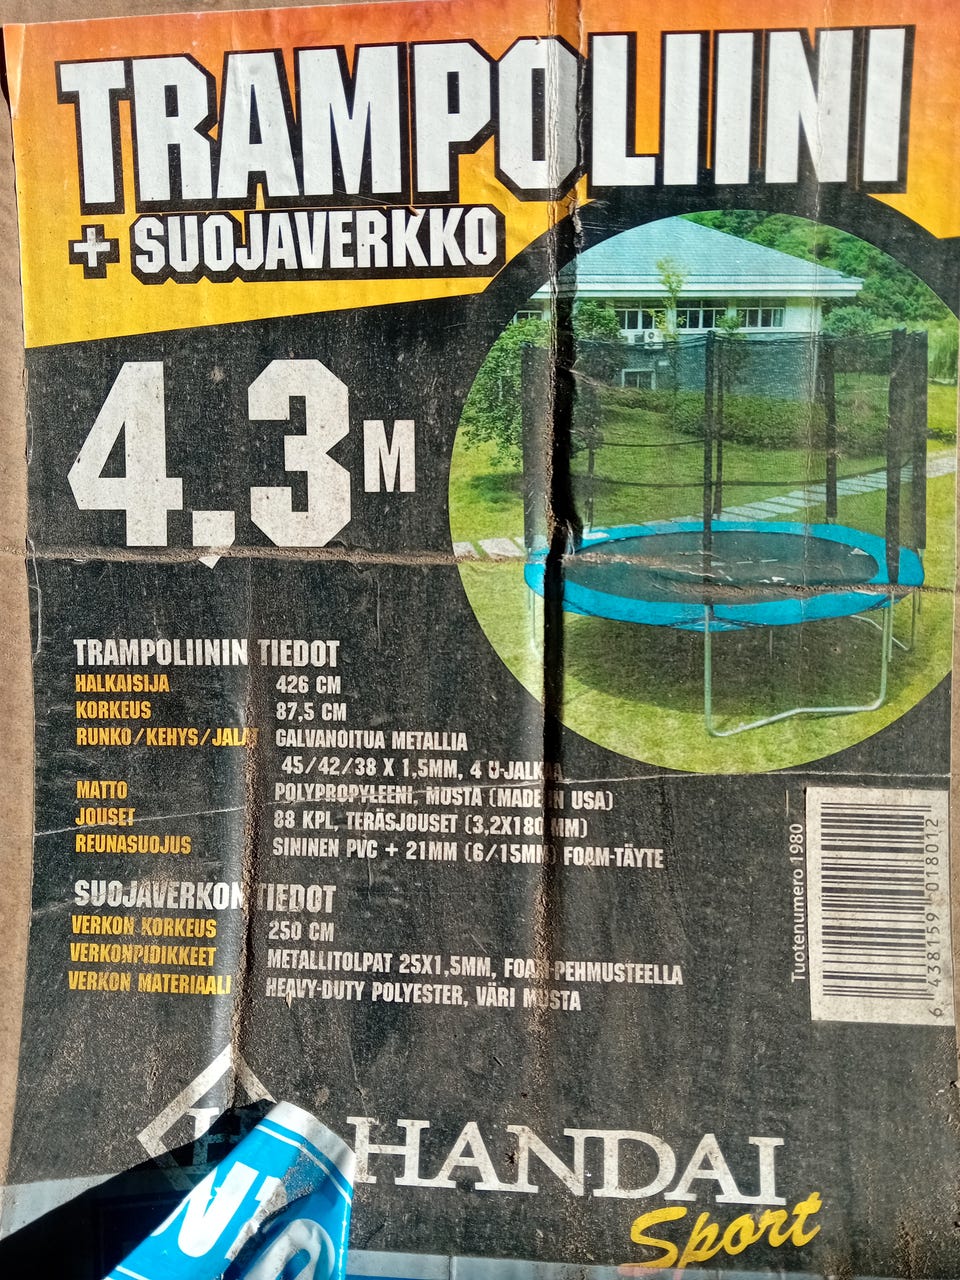 TRAMPOLIINI
+ SUOJAVERKKO
4,3 M
TRAMPOLIININ TIEDOT
HALKAISIJA 426 CM
KORKEUS 87,5 CM
RUNKO/KEHYS/JALAT GALVANOITUA METALLIA
45/42/38 X 1,5MM, 4 U-JALKAA
MATTO POLYPROPYLEENI, MUSTA (MADE IN USA)
JOUSET 88 KPL, TERÄSJOUSET (3,2X180 MM)
REUNASUOJUS SININEN PVC + 21MM (6/15MM) FOAM-TÄYTE
SUOJAVERKON TIEDOT
VERKON KORKEUS 250 CM
VERKONPIDIKKEET METALLITOLPAT 25X1,5MM, FOAM-PEHMUSTEELLA
VERKON MATERIAALI HEAVY-DUTY POLYESTER, VÄRI MUSTA
Tuotenumero 1980
6 438159 018012
HANDAI
Sport